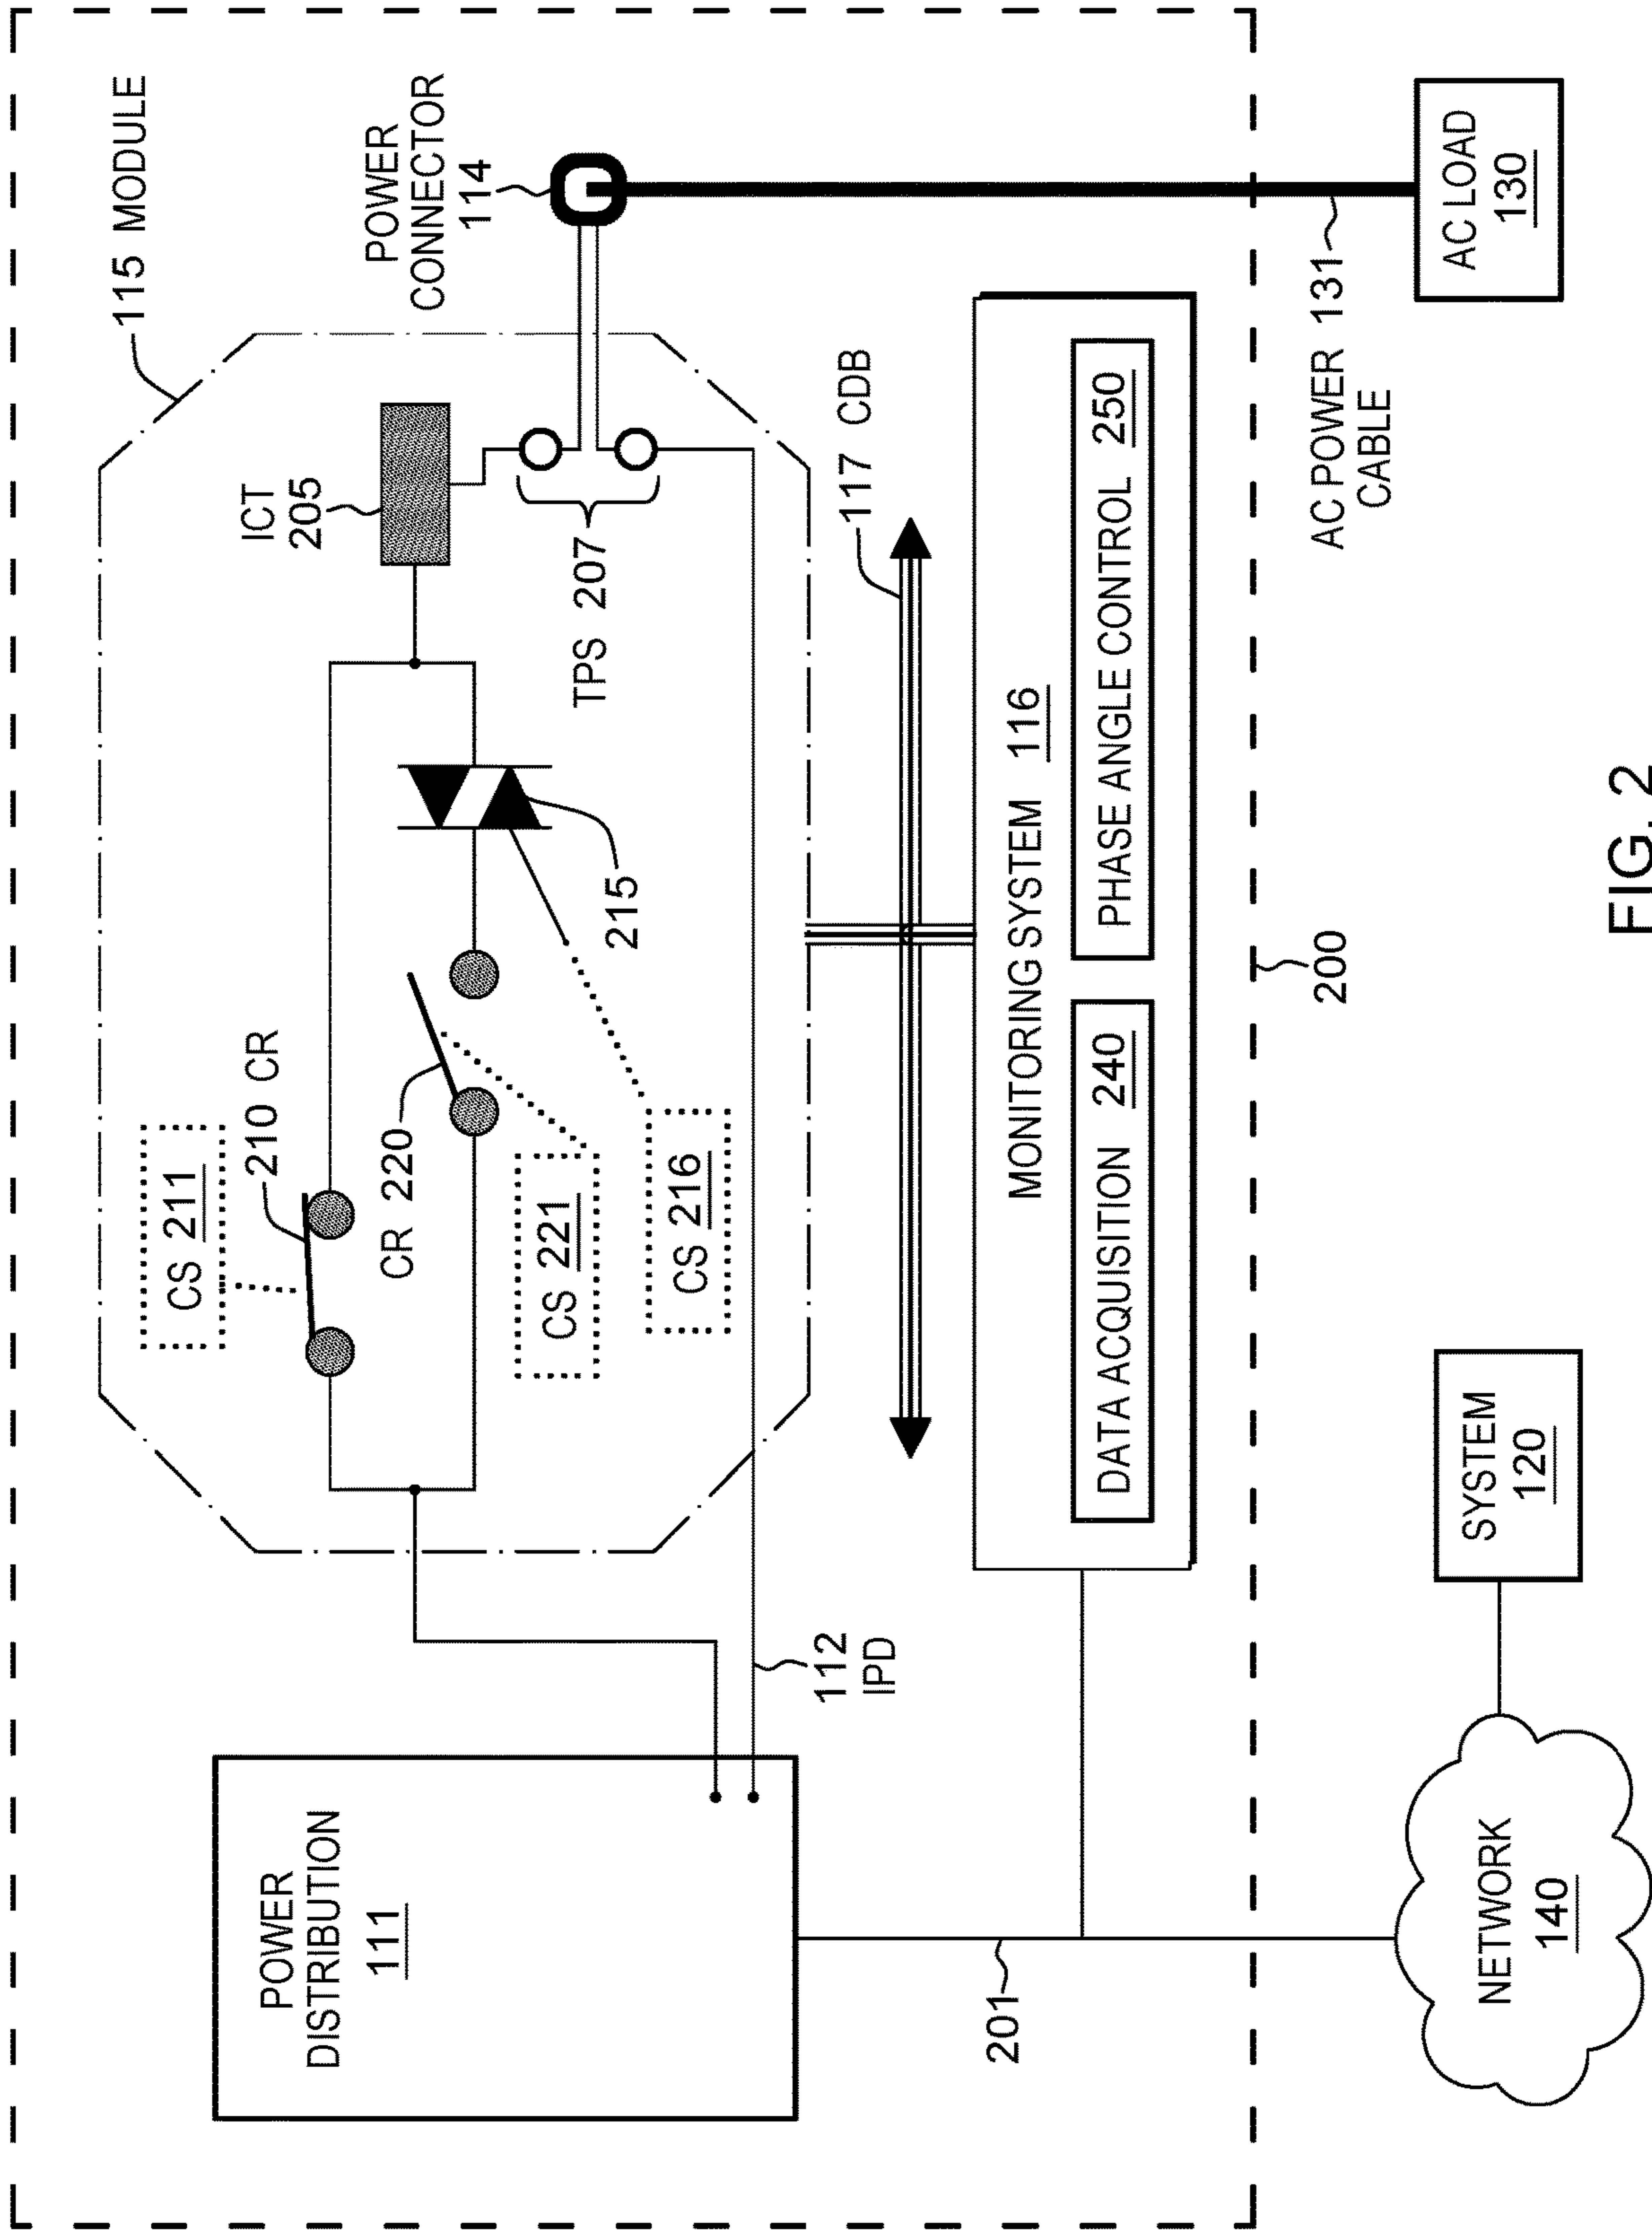 115 MODULE
POWER
CONNECTOR
114
ICT
205
TPS 207
CS 211
210 CR
CR 220
CS 221
CS 216
215
POWER
DISTRIBUTION
111
112
IPD
117 CDB
MONITORING SYSTEM 116
DATA ACQUISITION 240
PHASE ANGLE CONTROL 250
201
200
AC POWER 131
CABLE
AC LOAD
130
SYSTEM
120
NETWORK
140
FIG. 2